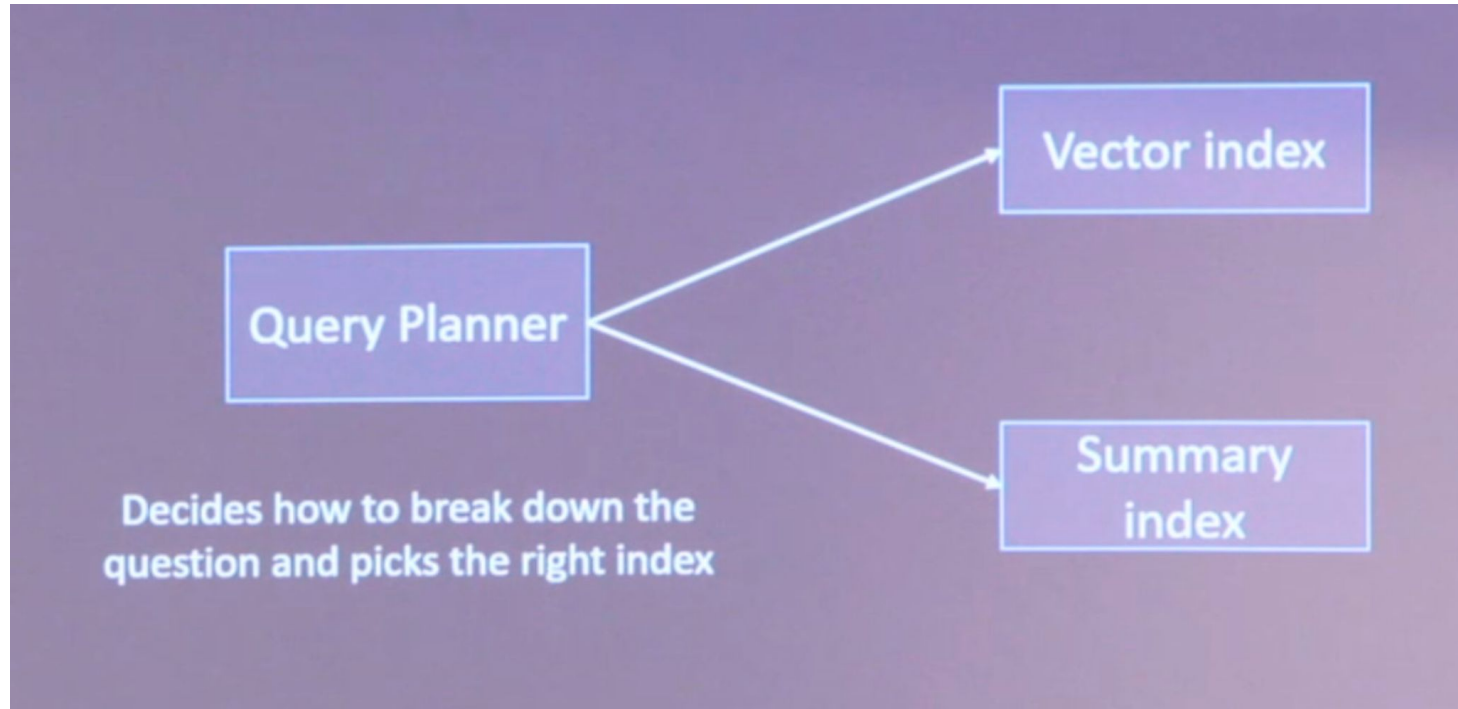 Vector index
Query Planner
Summary
index
Decides how to break down the
question and picks the right index